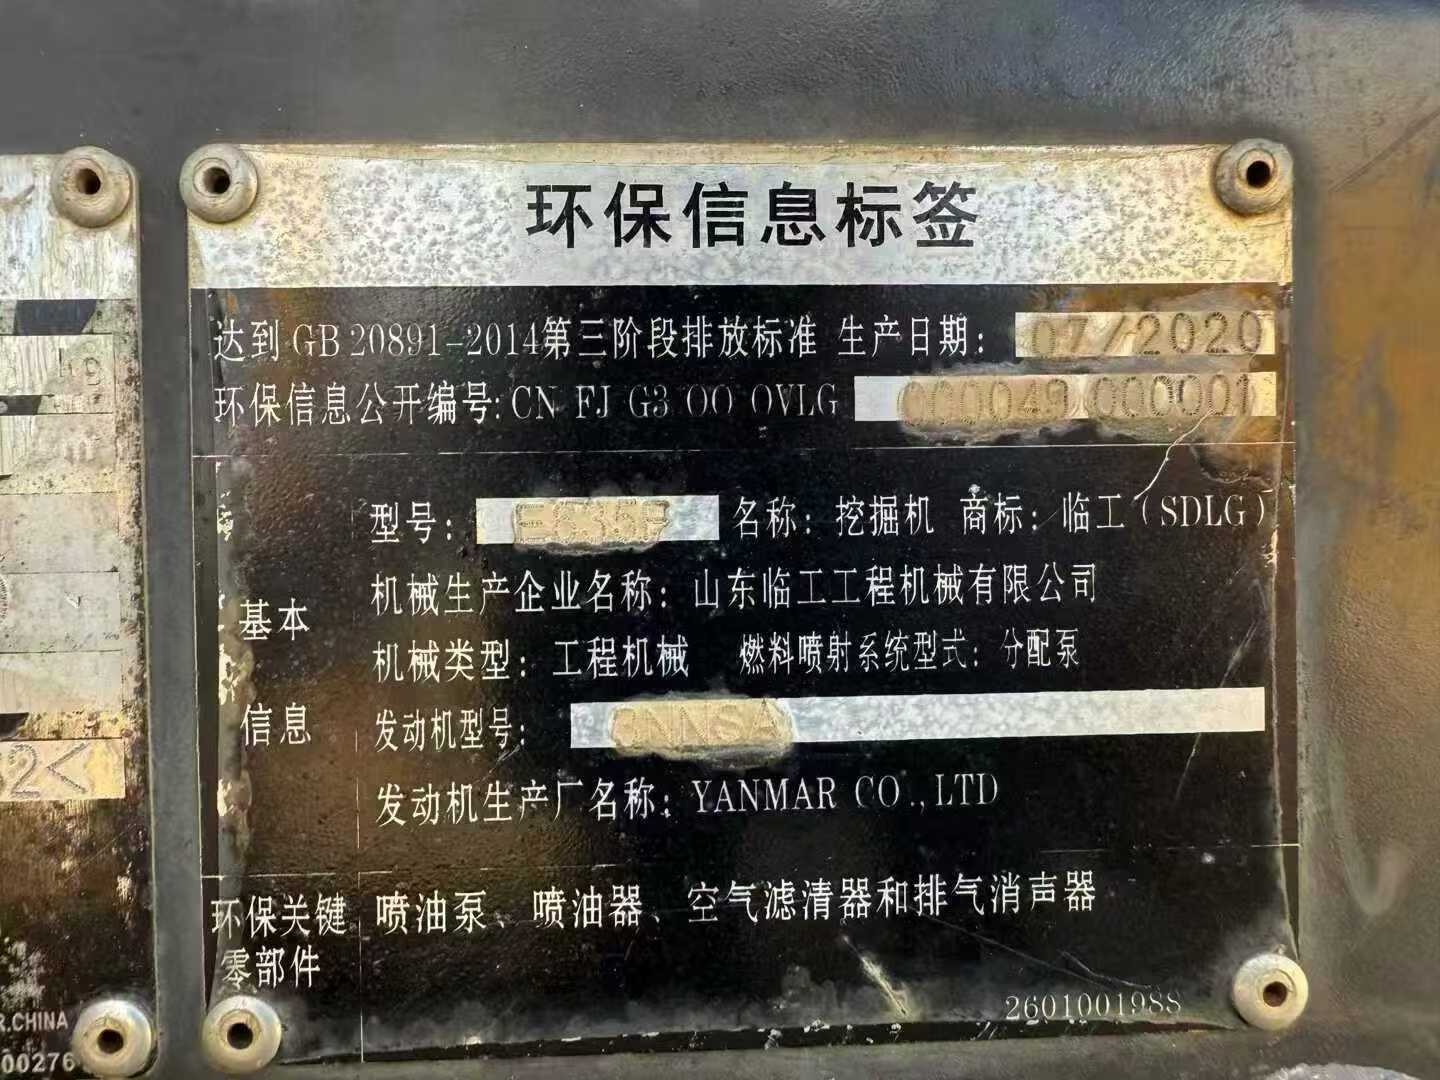 环保信息标签
达到GB 20891-2014第三阶段排放标准 生产日期: 07/2020
环保信息公开编号: CN FJ G3 OO OVLG 000049 000001
基本信息
型号: E635F 名称: 挖掘机 商标: 临工(SDLG)
机械生产企业名称: 山东临工工程机械有限公司
机械类型: 工程机械 燃料喷射系统型式: 分配泵
发动机型号:
发动机生产厂名称: YANMAR CO.,LTD
环保关键零部件
喷油泵、喷油器、空气滤清器和排气消声器
2601001988
R.CHINA
00276